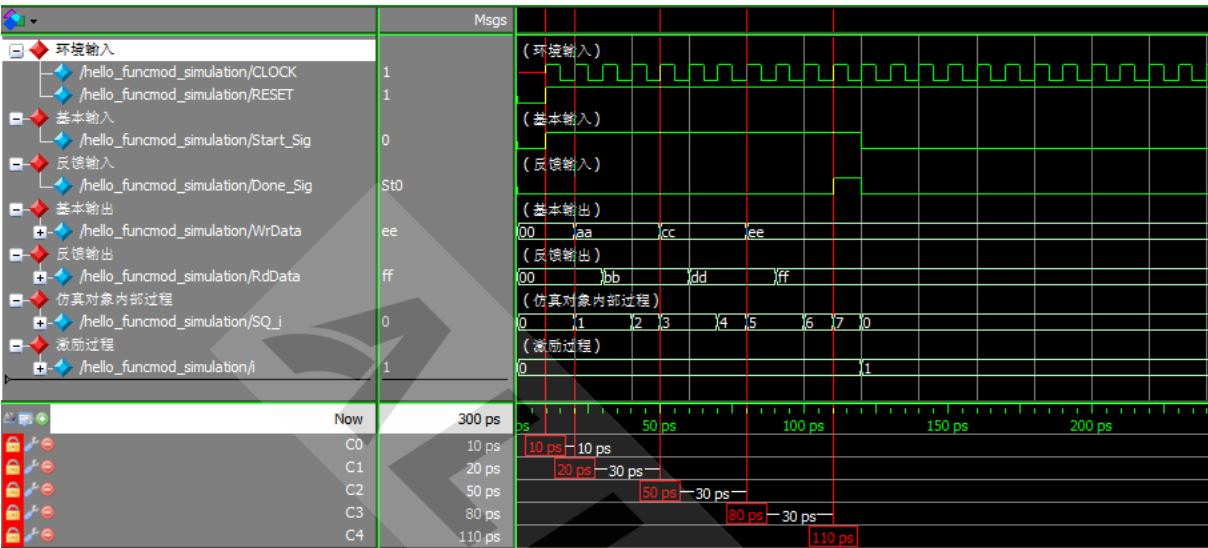 Msgs
环境输入
(环境输入)
/hello_funcmod_simulation/CLOCK 1
/hello_funcmod_simulation/RESET 1
基本输入
(基本输入)
/hello_funcmod_simulation/Start_Sig 0
反馈输入
(反馈输入)
/hello_funcmod_simulation/Done_Sig St0
基本输出
(基本输出)
/hello_funcmod_simulation/WrData ee 00 aa cc ee
反馈输出
(反馈输出)
/hello_funcmod_simulation/RdData ff 00 bb dd ff
仿真对象内部过程
(仿真对象内部过程)
/hello_funcmod_simulation/SQ_i 0 0 1 2 3 4 5 6 7 0
激励过程
(激励过程)
/hello_funcmod_simulation/i 1 0 1
Now 300 ps ps 50 ps 100 ps 150 ps 200 ps
C0 10 ps 10 ps 10 ps
C1 20 ps 20 ps 30 ps
C2 50 ps 50 ps 30 ps
C3 80 ps 80 ps 30 ps
C4 110 ps 110 ps